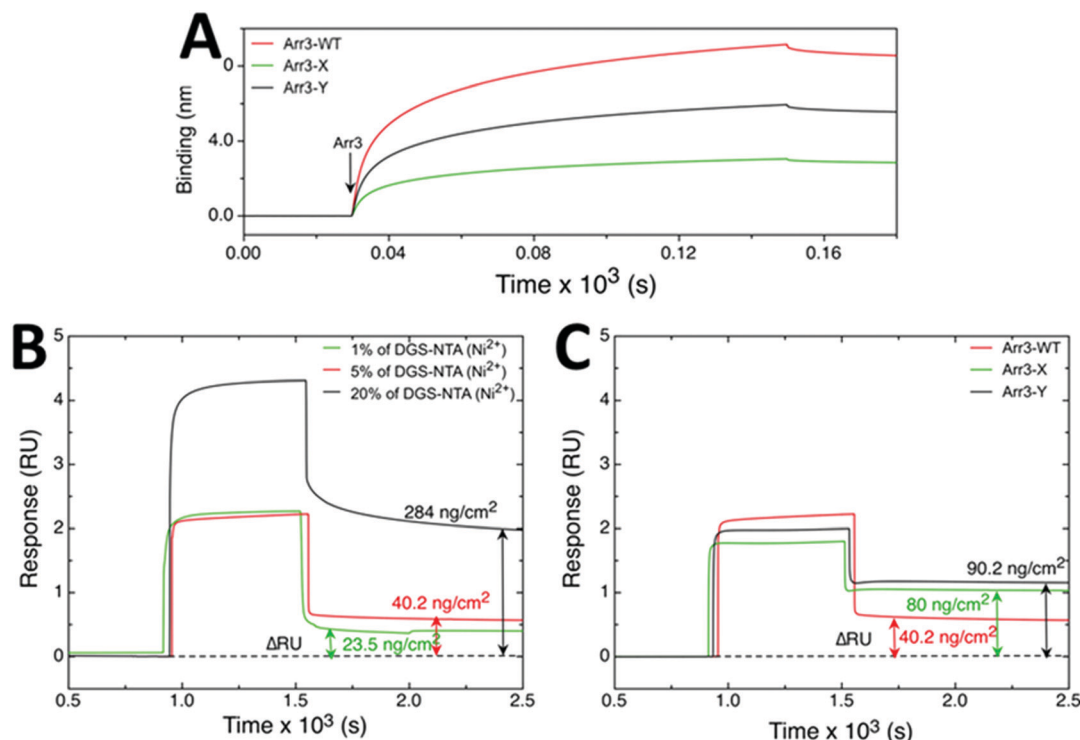 A
Arr3-WT
Arr3-X
Arr3-Y
Arr3
Binding (nm
0
4.0
0.0
0.00 0.04 0.08 0.12 0.16
Time x 10³ (s)
B
1% of DGS-NTA (Ni²⁺)
5% of DGS-NTA (Ni²⁺)
20% of DGS-NTA (Ni²⁺)
Response (RU)
5
4
3
2
1
0
284 ng/cm²
40.2 ng/cm²
ΔRU 23.5 ng/cm²
0.5 1.0 1.5 2.0 2.5
Time x 10³ (s)
C
Arr3-WT
Arr3-X
Arr3-Y
Response (RU)
5
4
3
2
1
0
90.2 ng/cm²
80 ng/cm²
ΔRU 40.2 ng/cm²
0.5 1.0 1.5 2.0 2.5
Time x 10³ (s)